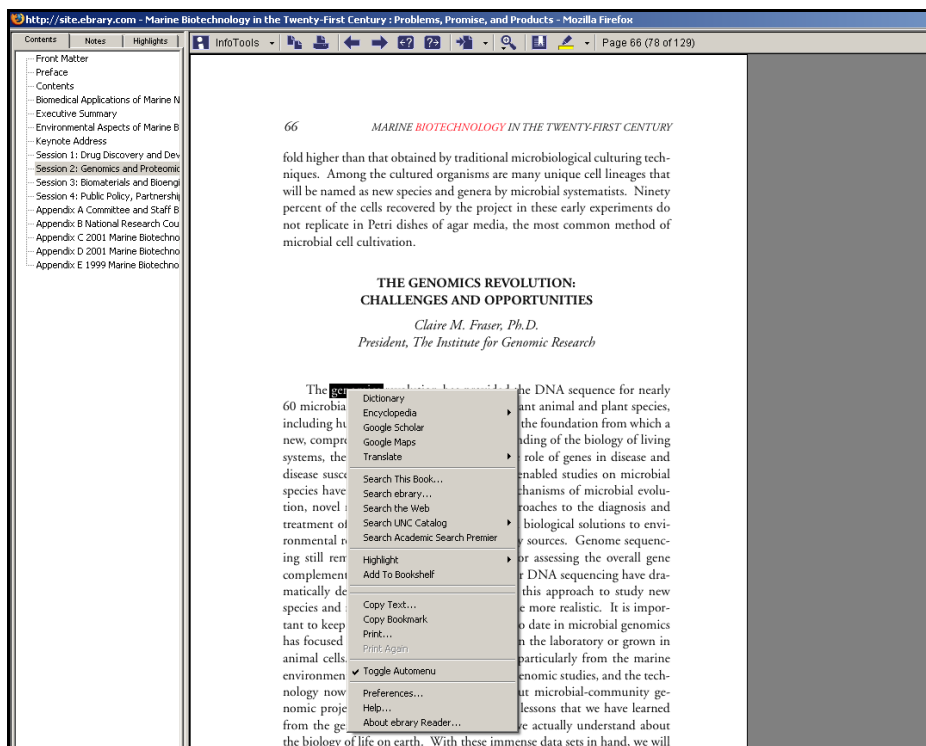 http://site.ebrary.com - Marine Biotechnology in the Twenty-First Century : Problems, Promise, and Products - Mozilla Firefox
Contents Notes Highlights
InfoTools Page 66 (78 of 129)
Front Matter
Preface
Contents
Biomedical Applications of Marine N
Executive Summary
Environmental Aspects of Marine B
Keynote Address
Session 1: Drug Discovery and Dev
Session 2: Genomics and Proteomic
Session 3: Biomaterials and Bioengi
Session 4: Public Policy, Partnership
Appendix A Committee and Staff B
Appendix B National Research Cou
Appendix C 2001 Marine Biotechno
Appendix D 2001 Marine Biotechno
Appendix E 1999 Marine Biotechno
66 MARINE BIOTECHNOLOGY IN THE TWENTY-FIRST CENTURY
fold higher than that obtained by traditional microbiological culturing tech-
niques. Among the cultured organisms are many unique cell lineages that
will be named as new species and genera by microbial systematists. Ninety
percent of the cells recovered by the project in these early experiments do
not replicate in Petri dishes of agar media, the most common method of
microbial cell cultivation.
THE GENOMICS REVOLUTION:
CHALLENGES AND OPPORTUNITIES
Claire M. Fraser, Ph.D.
President, The Institute for Genomic Research
The the DNA sequence for nearly
60 microbia ant animal and plant species,
including hu the foundation from which a
new, compre nding of the biology of living
systems, the role of genes in disease and
disease susce enabled studies on microbial
species have chanisms of microbial evolu-
tion, novel roaches to the diagnosis and
treatment of biological solutions to envi-
ronmental r y sources. Genome sequenc-
ing still rem or assessing the overall gene
complement r DNA sequencing have dra-
matically de this approach to study new
species and e more realistic. It is impor-
tant to keep o date in microbial genomics
has focused n the laboratory or grown in
animal cells. particularly from the marine
environmen enomic studies, and the tech-
nology now ut microbial-community ge-
nomic proje lessons that we have learned
from the ge ve actually understand about
the biology of life on earth. With these immense data sets in hand, we will
Dictionary
Encyclopedia
Google Scholar
Google Maps
Translate
Search This Book...
Search ebrary...
Search the Web
Search UNC Catalog
Search Academic Search Premier
Highlight
Add To Bookshelf
Copy Text...
Copy Bookmark
Print...
Print Again
Toggle Automenu
Preferences...
Help...
About ebrary Reader...